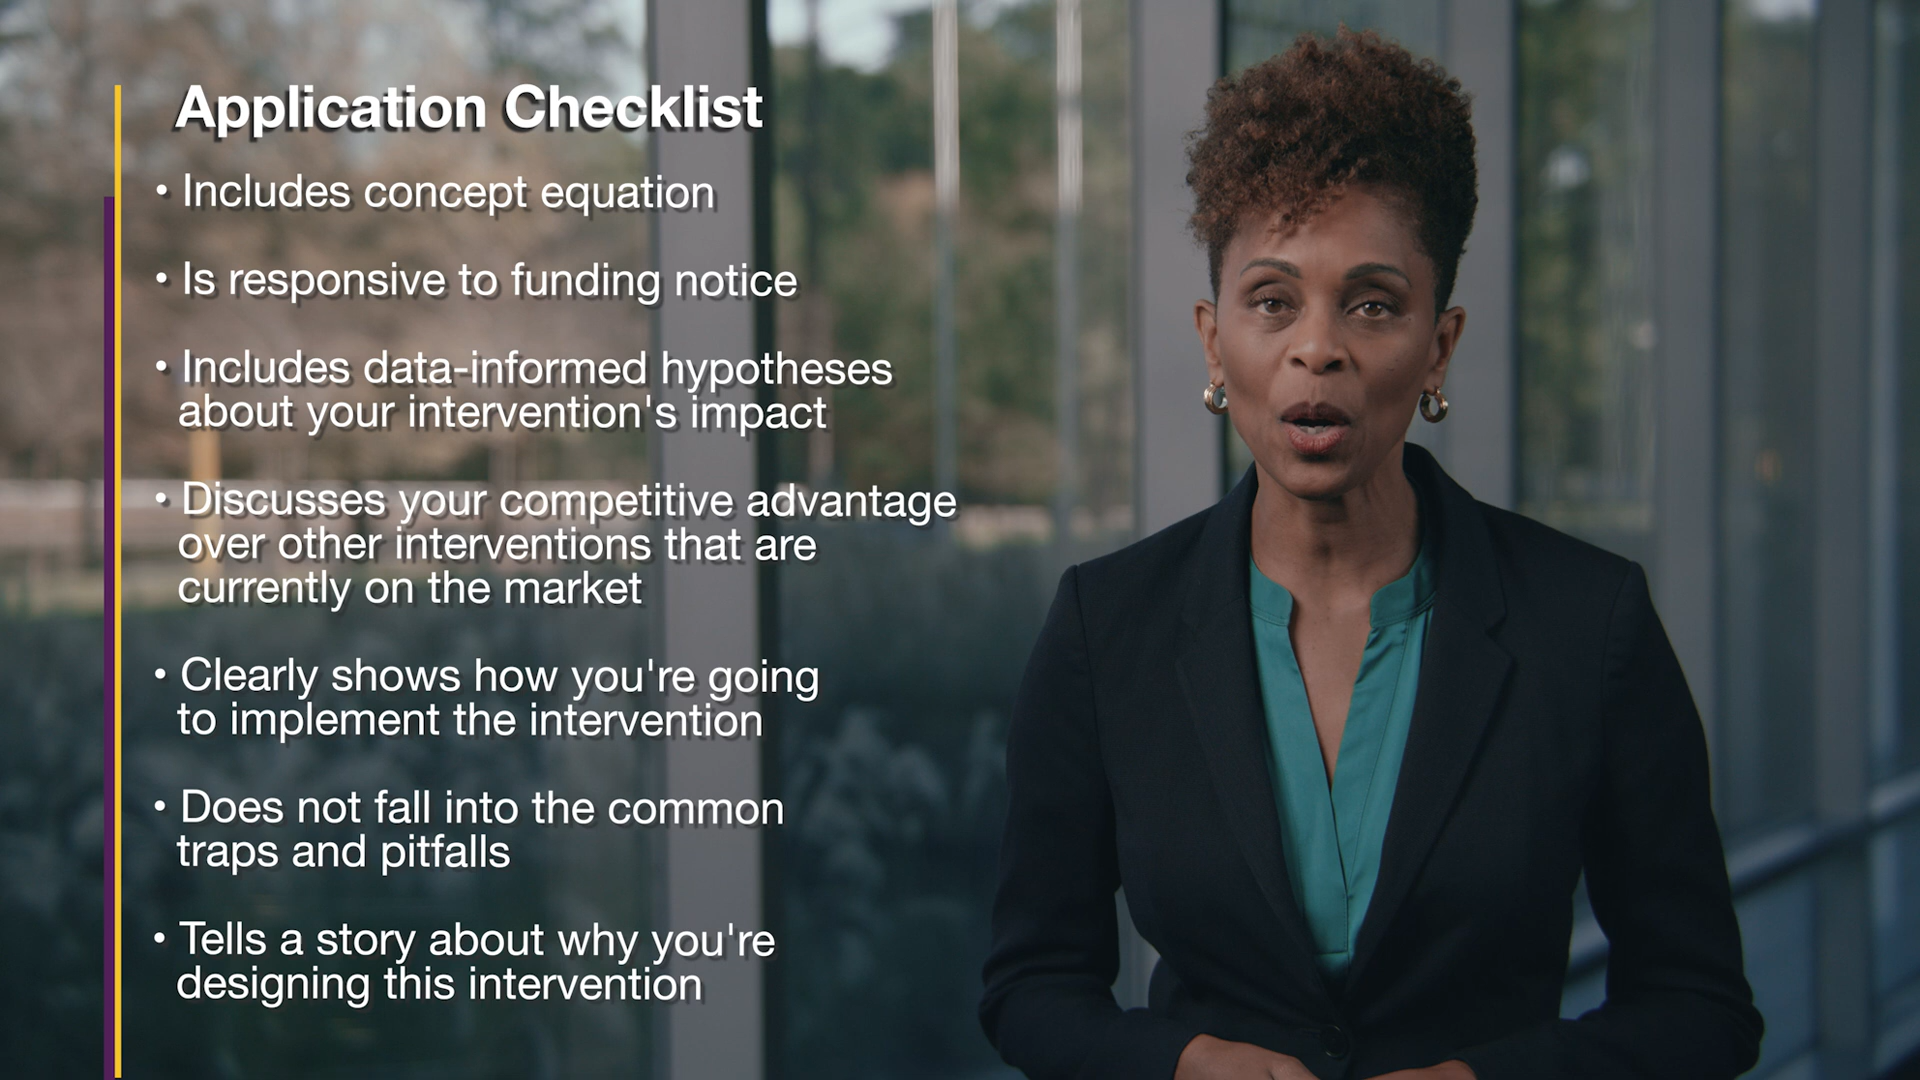 Application Checklist
• Includes concept equation
• Is responsive to funding notice
• Includes data-informed hypotheses
about your intervention's impact
• Discusses your competitive advantage
over other interventions that are
currently on the market
• Clearly shows how you're going
to implement the intervention
• Does not fall into the common
traps and pitfalls
• Tells a story about why you're
designing this intervention